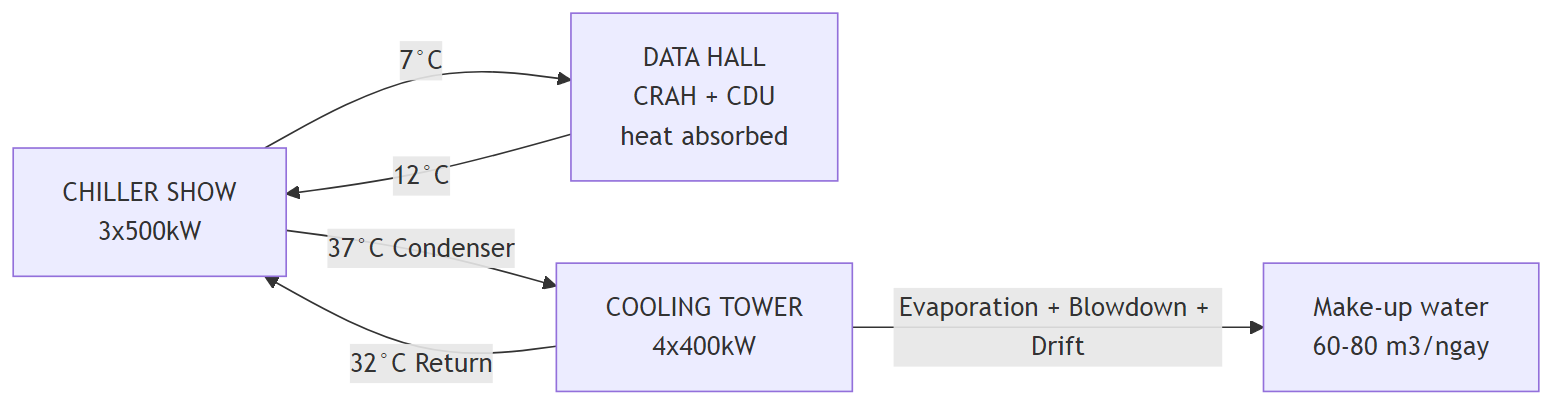 7°C
DATA HALL
CRAH + CDU
heat absorbed
12°C
CHILLER SHOW
3x500kW
37°C Condenser
32°C Return
COOLING TOWER
4x400kW
Evaporation + Blowdown +
Drift
Make-up water
60-80 m3/ngay